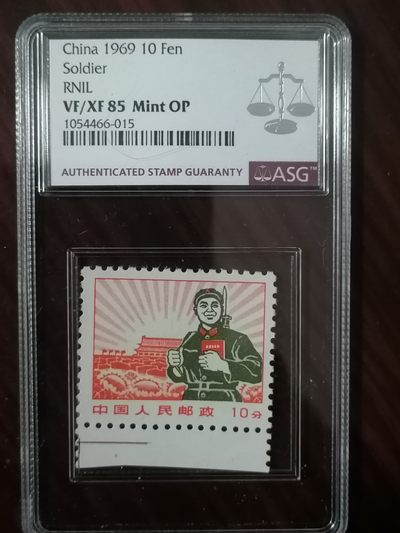 China 1969 10 Fen
Soldier
RNIL
VF/XF 85 Mint OP
1054466-015
AUTHENTICATED STAMP GUARANTY
ASG™
中国人民邮政 10分